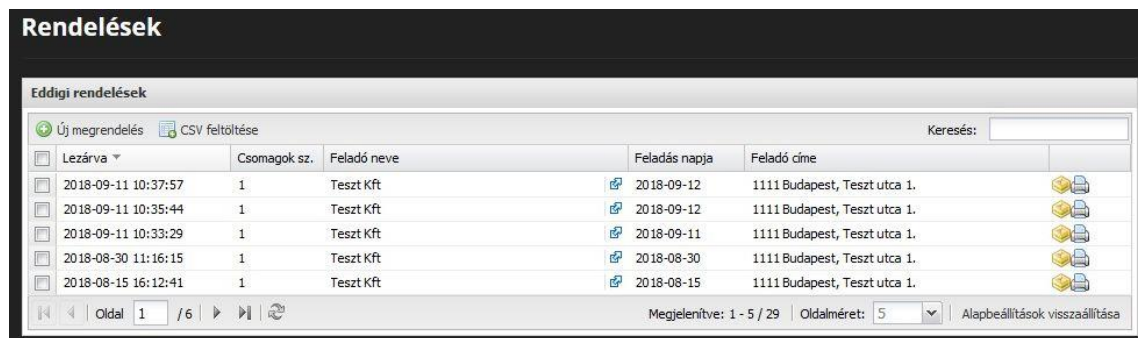 Rendelések
Eddigi rendelések
Új megrendelés CSV feltöltése Keresés:
Lezárva Csomagok sz. Feladó neve Feladás napja Feladó címe
2018-09-11 10:37:57 1 Teszt Kft 2018-09-12 1111 Budapest, Teszt utca 1.
2018-09-11 10:35:44 1 Teszt Kft 2018-09-12 1111 Budapest, Teszt utca 1.
2018-09-11 10:33:29 1 Teszt Kft 2018-09-11 1111 Budapest, Teszt utca 1.
2018-08-30 11:16:15 1 Teszt Kft 2018-08-30 1111 Budapest, Teszt utca 1.
2018-08-15 16:12:41 1 Teszt Kft 2018-08-15 1111 Budapest, Teszt utca 1.
Oldal 1 / 6 Megjelenítve: 1 - 5 / 29 Oldalméret: 5 Alapbeállítások visszaállítása